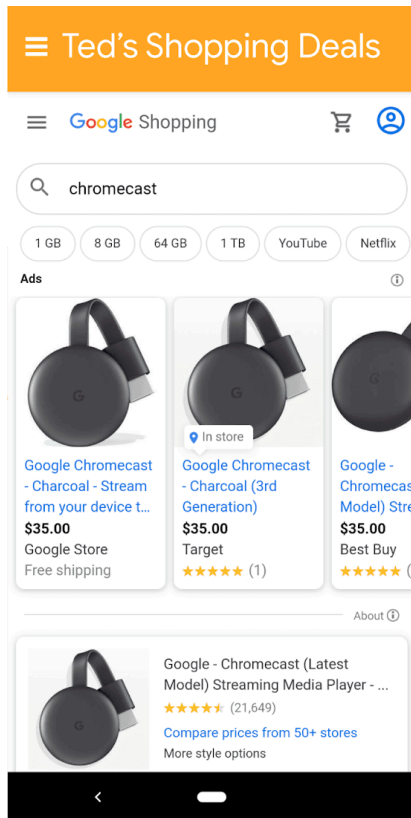 Ted's Shopping Deals
Google Shopping
chromecast
1 GB
8 GB
64 GB
1 TB
YouTube
Netflix
Ads
In store
Google Chromecast
- Charcoal - Stream
from your device t...
$35.00
Google Store
Free shipping
Google Chromecast
- Charcoal (3rd
Generation)
$35.00
Target
(1)
Google -
Chromecas
Model) Stre
$35.00
Best Buy
(
About
Google - Chromecast (Latest
Model) Streaming Media Player - ...
(21,649)
Compare prices from 50+ stores
More style options